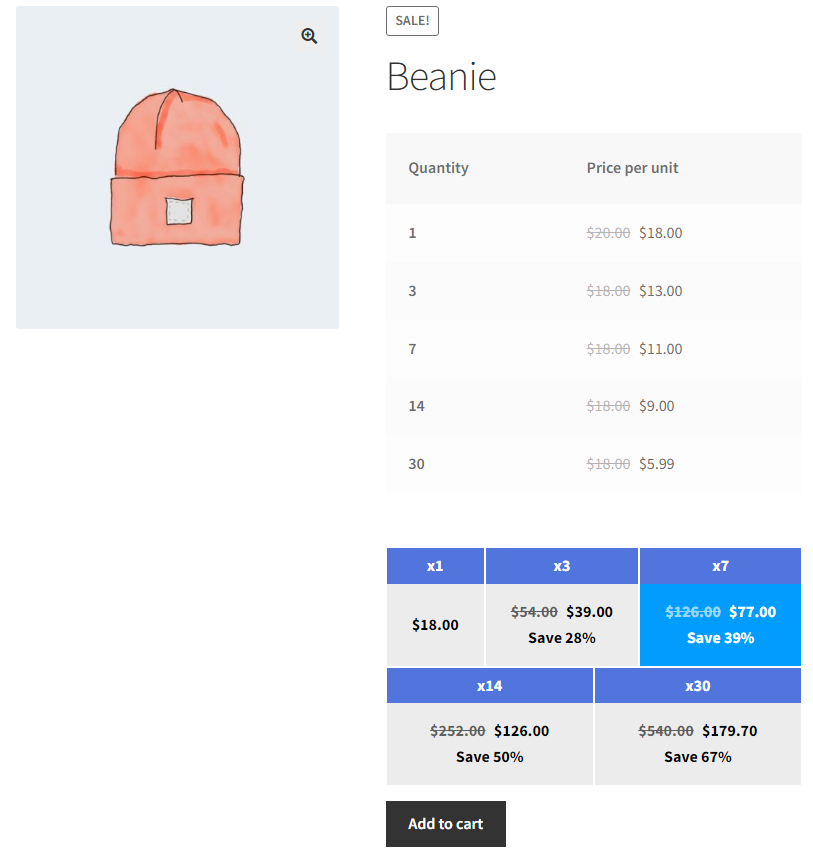 SALE!
Beanie
Quantity Price per unit
1 $20.00 $18.00
3 $18.00 $13.00
7 $18.00 $11.00
14 $18.00 $9.00
30 $18.00 $5.99
x1 x3 x7
$18.00
$54.00 $39.00 $126.00 $77.00
Save 28% Save 39%
x14 x30
$252.00 $126.00 $540.00 $179.70
Save 50% Save 67%
Add to cart